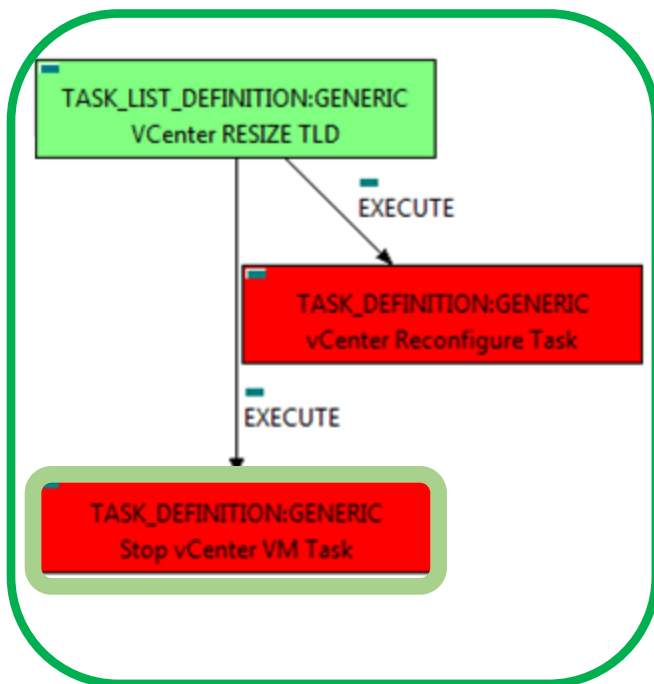 TASK_LIST_DEFINITION:GENERIC
VCenter RESIZE TLD
EXECUTE
TASK_DEFINITION:GENERIC
vCenter Reconfigure Task
EXECUTE
TASK_DEFINITION:GENERIC
Stop vCenter VM Task